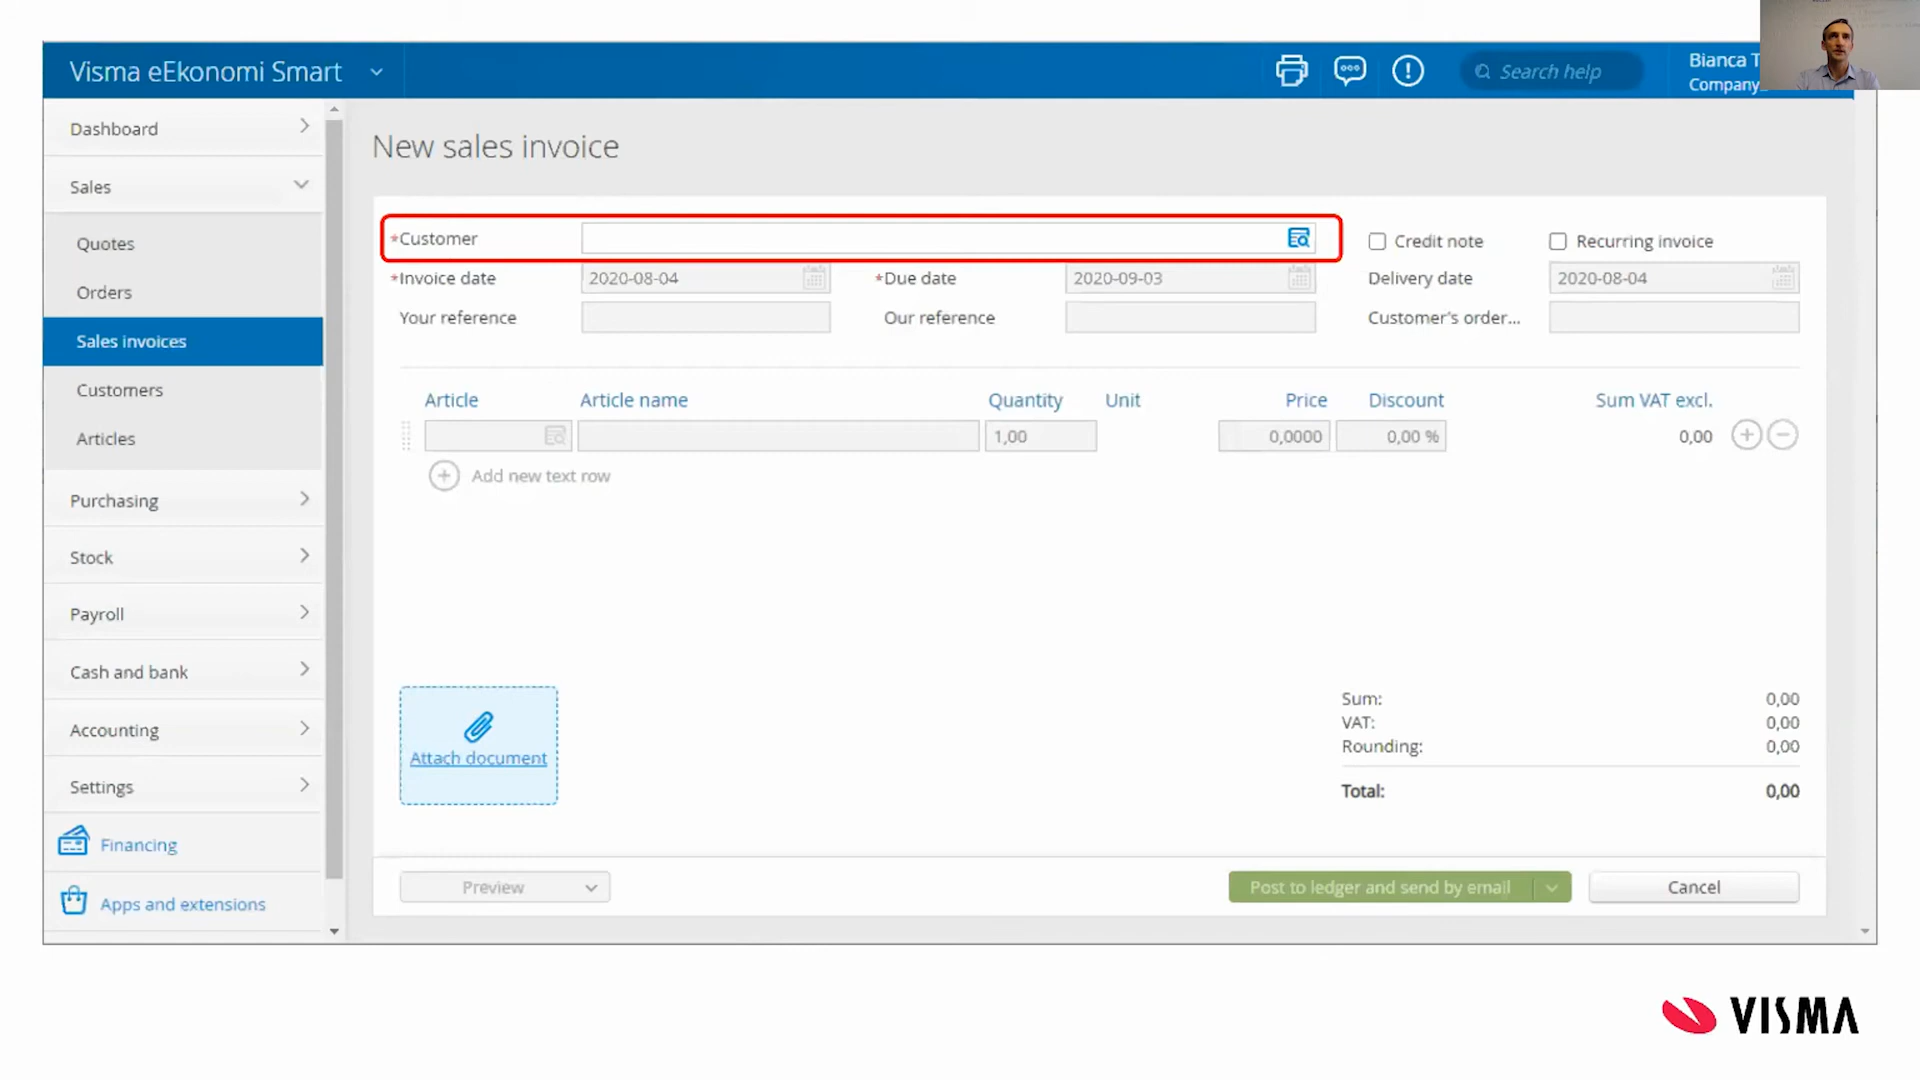 Visma eEkonomi Smart
Search help
Bianca T
Company
Dashboard
Sales
Quotes
Orders
Sales invoices
Customers
Articles
Purchasing
Stock
Payroll
Cash and bank
Accounting
Settings
Financing
Apps and extensions
New sales invoice
*Customer
Credit note
Recurring invoice
*Invoice date 2020-08-04
*Due date 2020-09-03
Delivery date 2020-08-04
Your reference
Our reference
Customer's order...
Article Article name Quantity Unit Price Discount Sum VAT excl.
1,00 0,0000 0,00 % 0,00
Add new text row
Attach document
Sum: 0,00
VAT: 0,00
Rounding: 0,00
Total: 0,00
Preview
Post to ledger and send by email
Cancel
VISMA